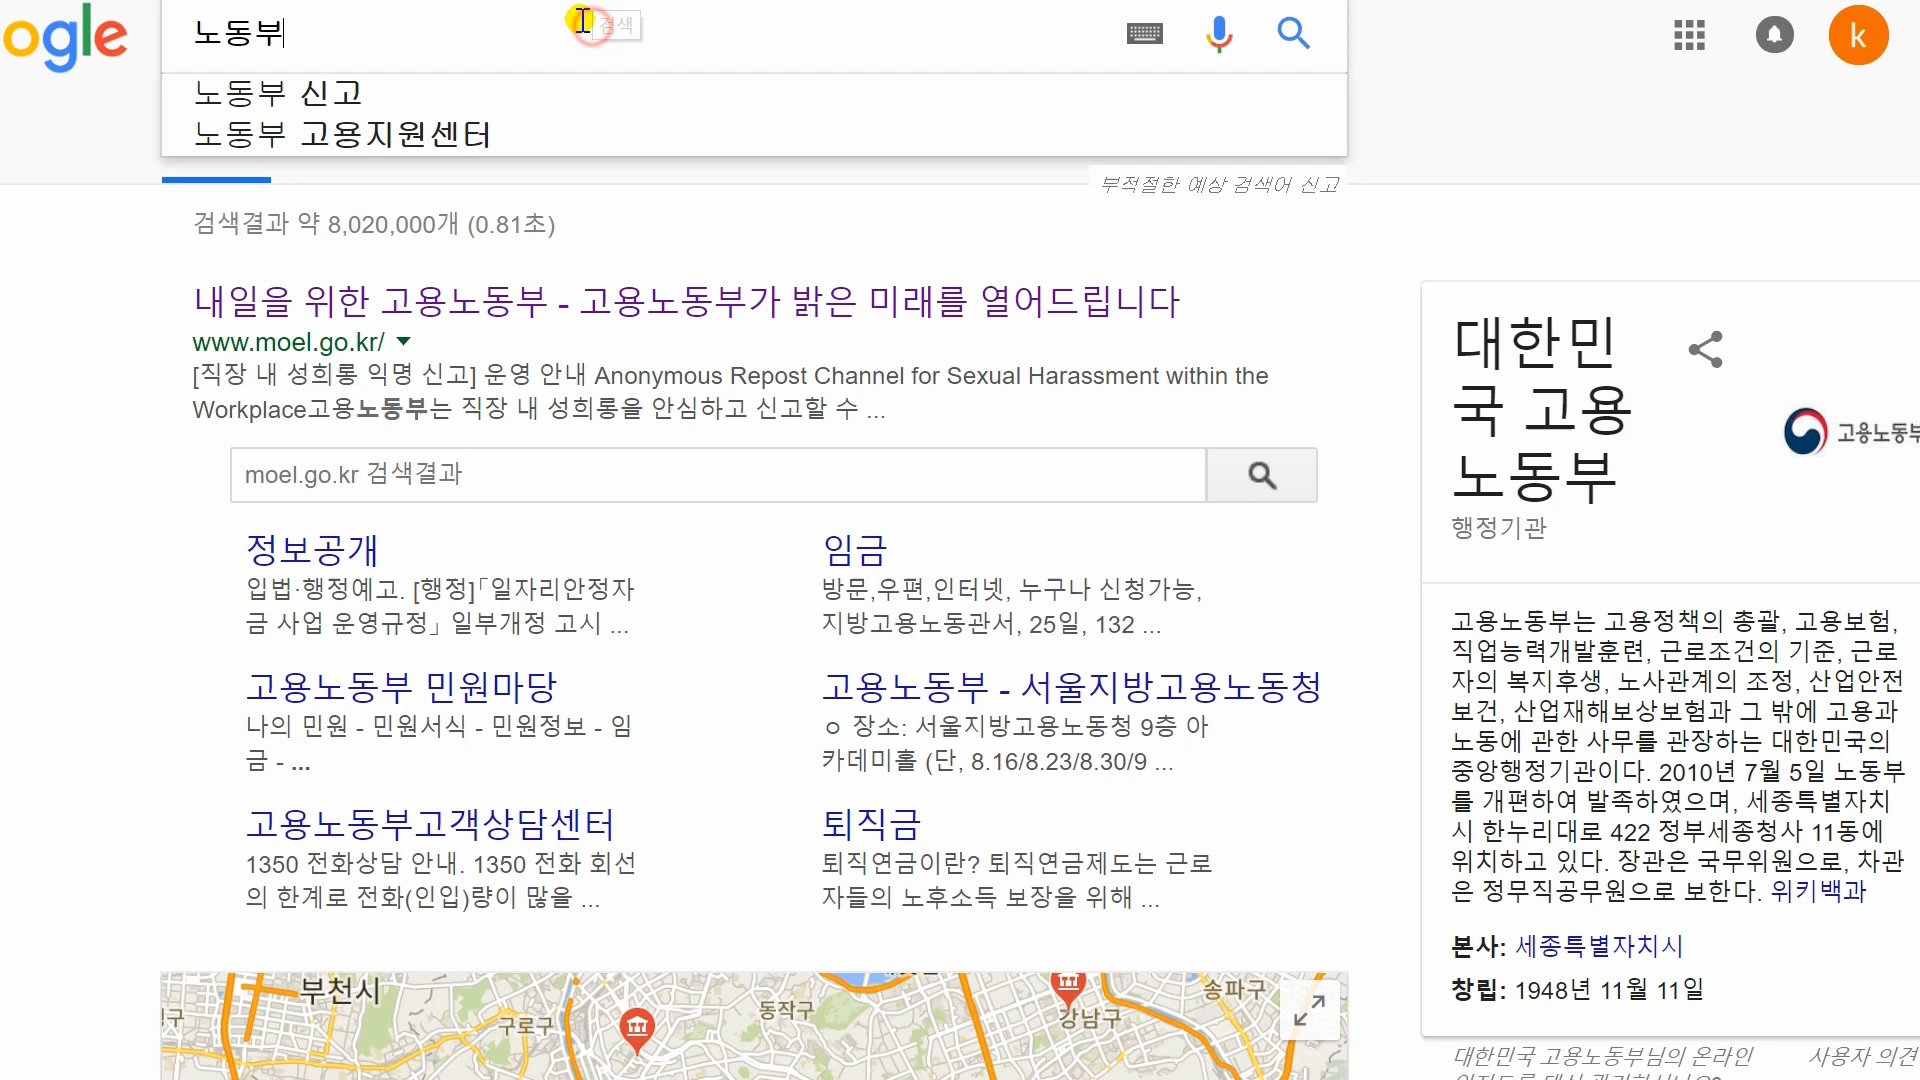 ogle
노동부
검색
k
노동부 신고
노동부 고용지원센터
부적절한 예상 검색어 신고
검색결과 약 8,020,000개 (0.81초)
내일을 위한 고용노동부 - 고용노동부가 밝은 미래를 열어드립니다
www.moel.go.kr/
[직장 내 성희롱 익명 신고] 운영 안내 Anonymous Repost Channel for Sexual Harassment within the
Workplace고용노동부는 직장 내 성희롱을 안심하고 신고할 수 ...
moel.go.kr 검색결과
정보공개
입법·행정예고. [행정]「일자리안정자
금 사업 운영규정」 일부개정 고시 ...
임금
방문,우편,인터넷, 누구나 신청가능,
지방고용노동관서, 25일, 132 ...
고용노동부 민원마당
나의 민원 - 민원서식 - 민원정보 - 임
금 - ...
고용노동부 - 서울지방고용노동청
ㅇ 장소: 서울지방고용노동청 9층 아
카데미홀 (단, 8.16/8.23/8.30/9 ...
고용노동부고객상담센터
1350 전화상담 안내. 1350 전화 회선
의 한계로 전화(인입)량이 많을 ...
퇴직금
퇴직연금이란? 퇴직연금제도는 근로
자들의 노후소득 보장을 위해 ...
부천시
구로구
동작구
강남구
송파구
대한민
국 고용
노동부
행정기관
고용노동부
고용노동부는 고용정책의 총괄, 고용보험,
직업능력개발훈련, 근로조건의 기준, 근로
자의 복지후생, 노사관계의 조정, 산업안전
보건, 산업재해보상보험과 그 밖에 고용과
노동에 관한 사무를 관장하는 대한민국의
중앙행정기관이다. 2010년 7월 5일 노동부
를 개편하여 발족하였으며, 세종특별자치
시 한누리대로 422 정부세종청사 11동에
위치하고 있다. 장관은 국무위원으로, 차관
은 정무직공무원으로 보한다. 위키백과
본사: 세종특별자치시
창립: 1948년 11월 11일
대한민국 고용노동부님의 온라인
사용자 의견